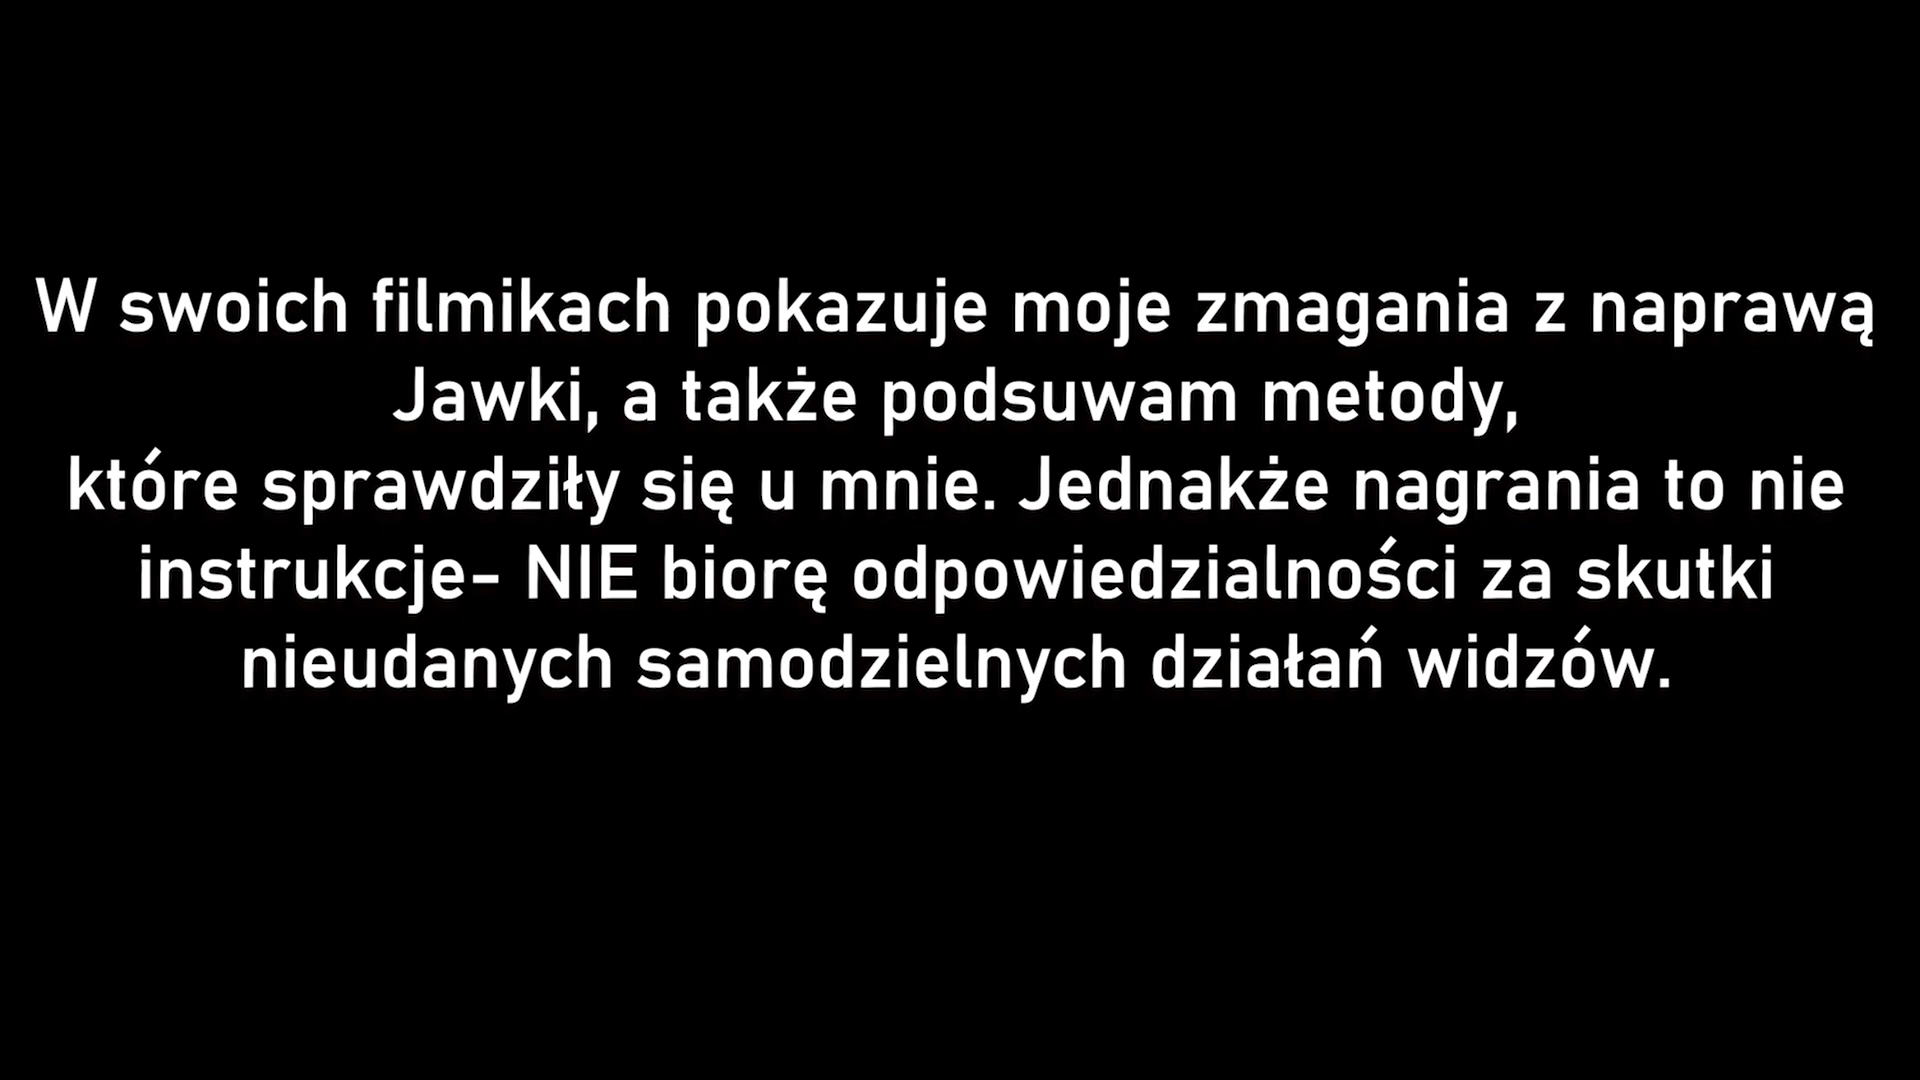 W swoich filmikach pokazuje moje zmagania z naprawą
Jawki, a także podsuwam metody,
które sprawdziły się u mnie. Jednakże nagrania to nie
instrukcje- NIE biorę odpowiedzialności za skutki
nieudanych samodzielnych działań widzów.